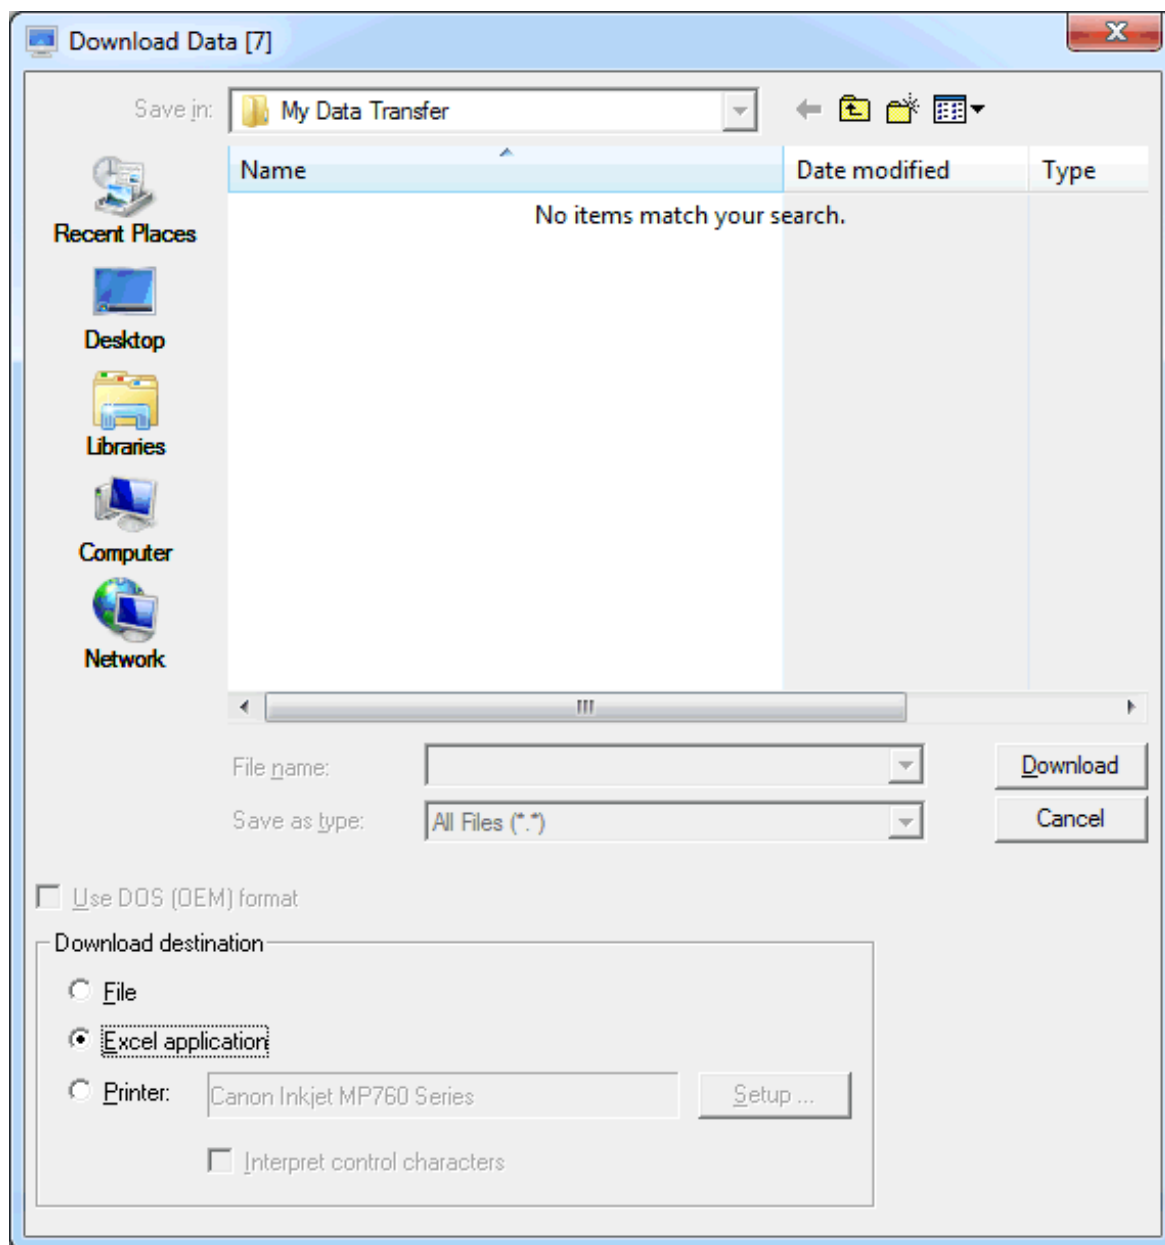 Download Data [7]
Save in:
My Data Transfer
Recent Places
Desktop
Libraries
Computer
Network
Name
Date modified
Type
No items match your search.
File name:
Download
Save as type:
All Files (*.*)
Cancel
Use DOS (OEM) format
Download destination
File
Excel application
Printer:
Canon Inkjet MP760 Series
Setup ...
Interpret control characters